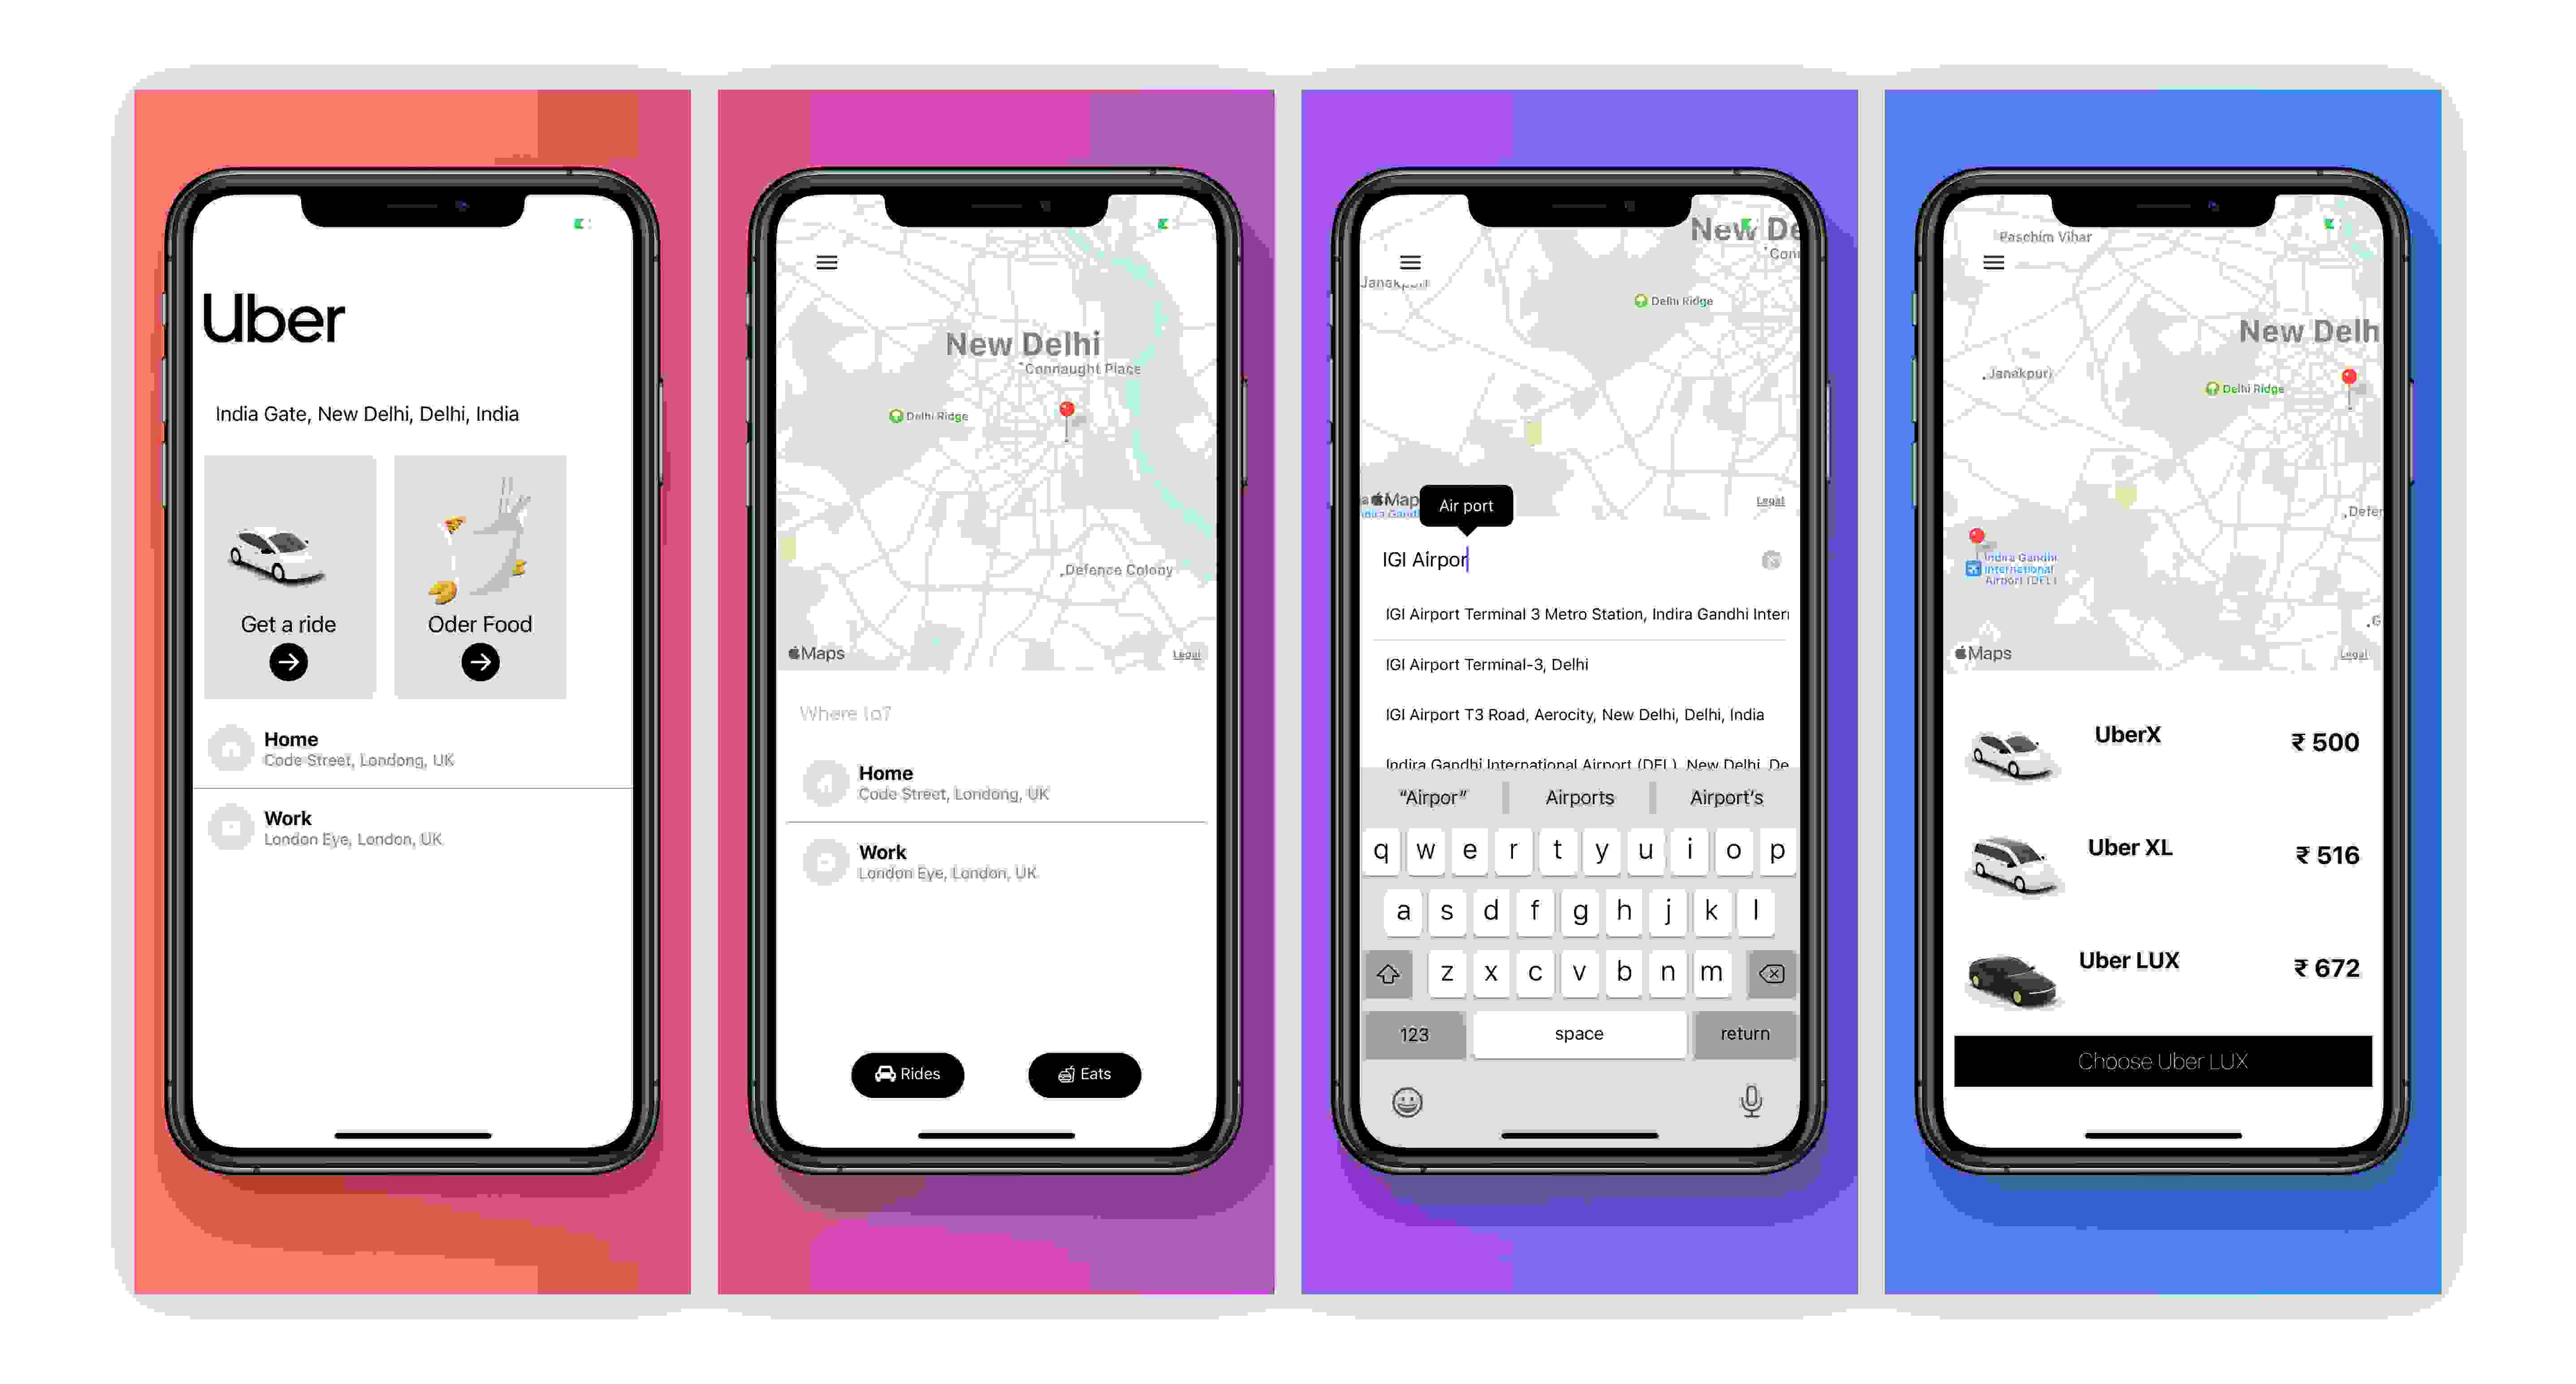 Uber
India Gate, New Delhi, Delhi, India
Get a ride
Oder Food
Home
Code Street, Londong, UK
Work
London Eye, London, UK
New Delhi
Connaught Place
Delhi Ridge
Defence Colony
Maps
Legal
Where to?
Home
Code Street, Londong, UK
Work
London Eye, London, UK
Rides
Eats
New De
Con
Janakpuri
Delhi Ridge
Map
Legal
Air port
IGI Airpor
IGI Airport Terminal 3 Metro Station, Indira Gandhi Inter
IGI Airport Terminal-3, Delhi
IGI Airport T3 Road, Aerocity, New Delhi, Delhi, India
Indira Gandhi International Airport (DEL), New Delhi, De
“Airpor” Airports Airport's
q w e r t y u i o p
a s d f g h j k l
z x c v b n m
123 space return
Paschim Vihar
New Delh
Janakpuri
Delhi Ridge
Defer
Indira Gandhi
International
Airport (DEL)
G
Maps
Legal
UberX
₹ 500
Uber XL
₹ 516
Uber LUX
₹ 672
Choose Uber LUX